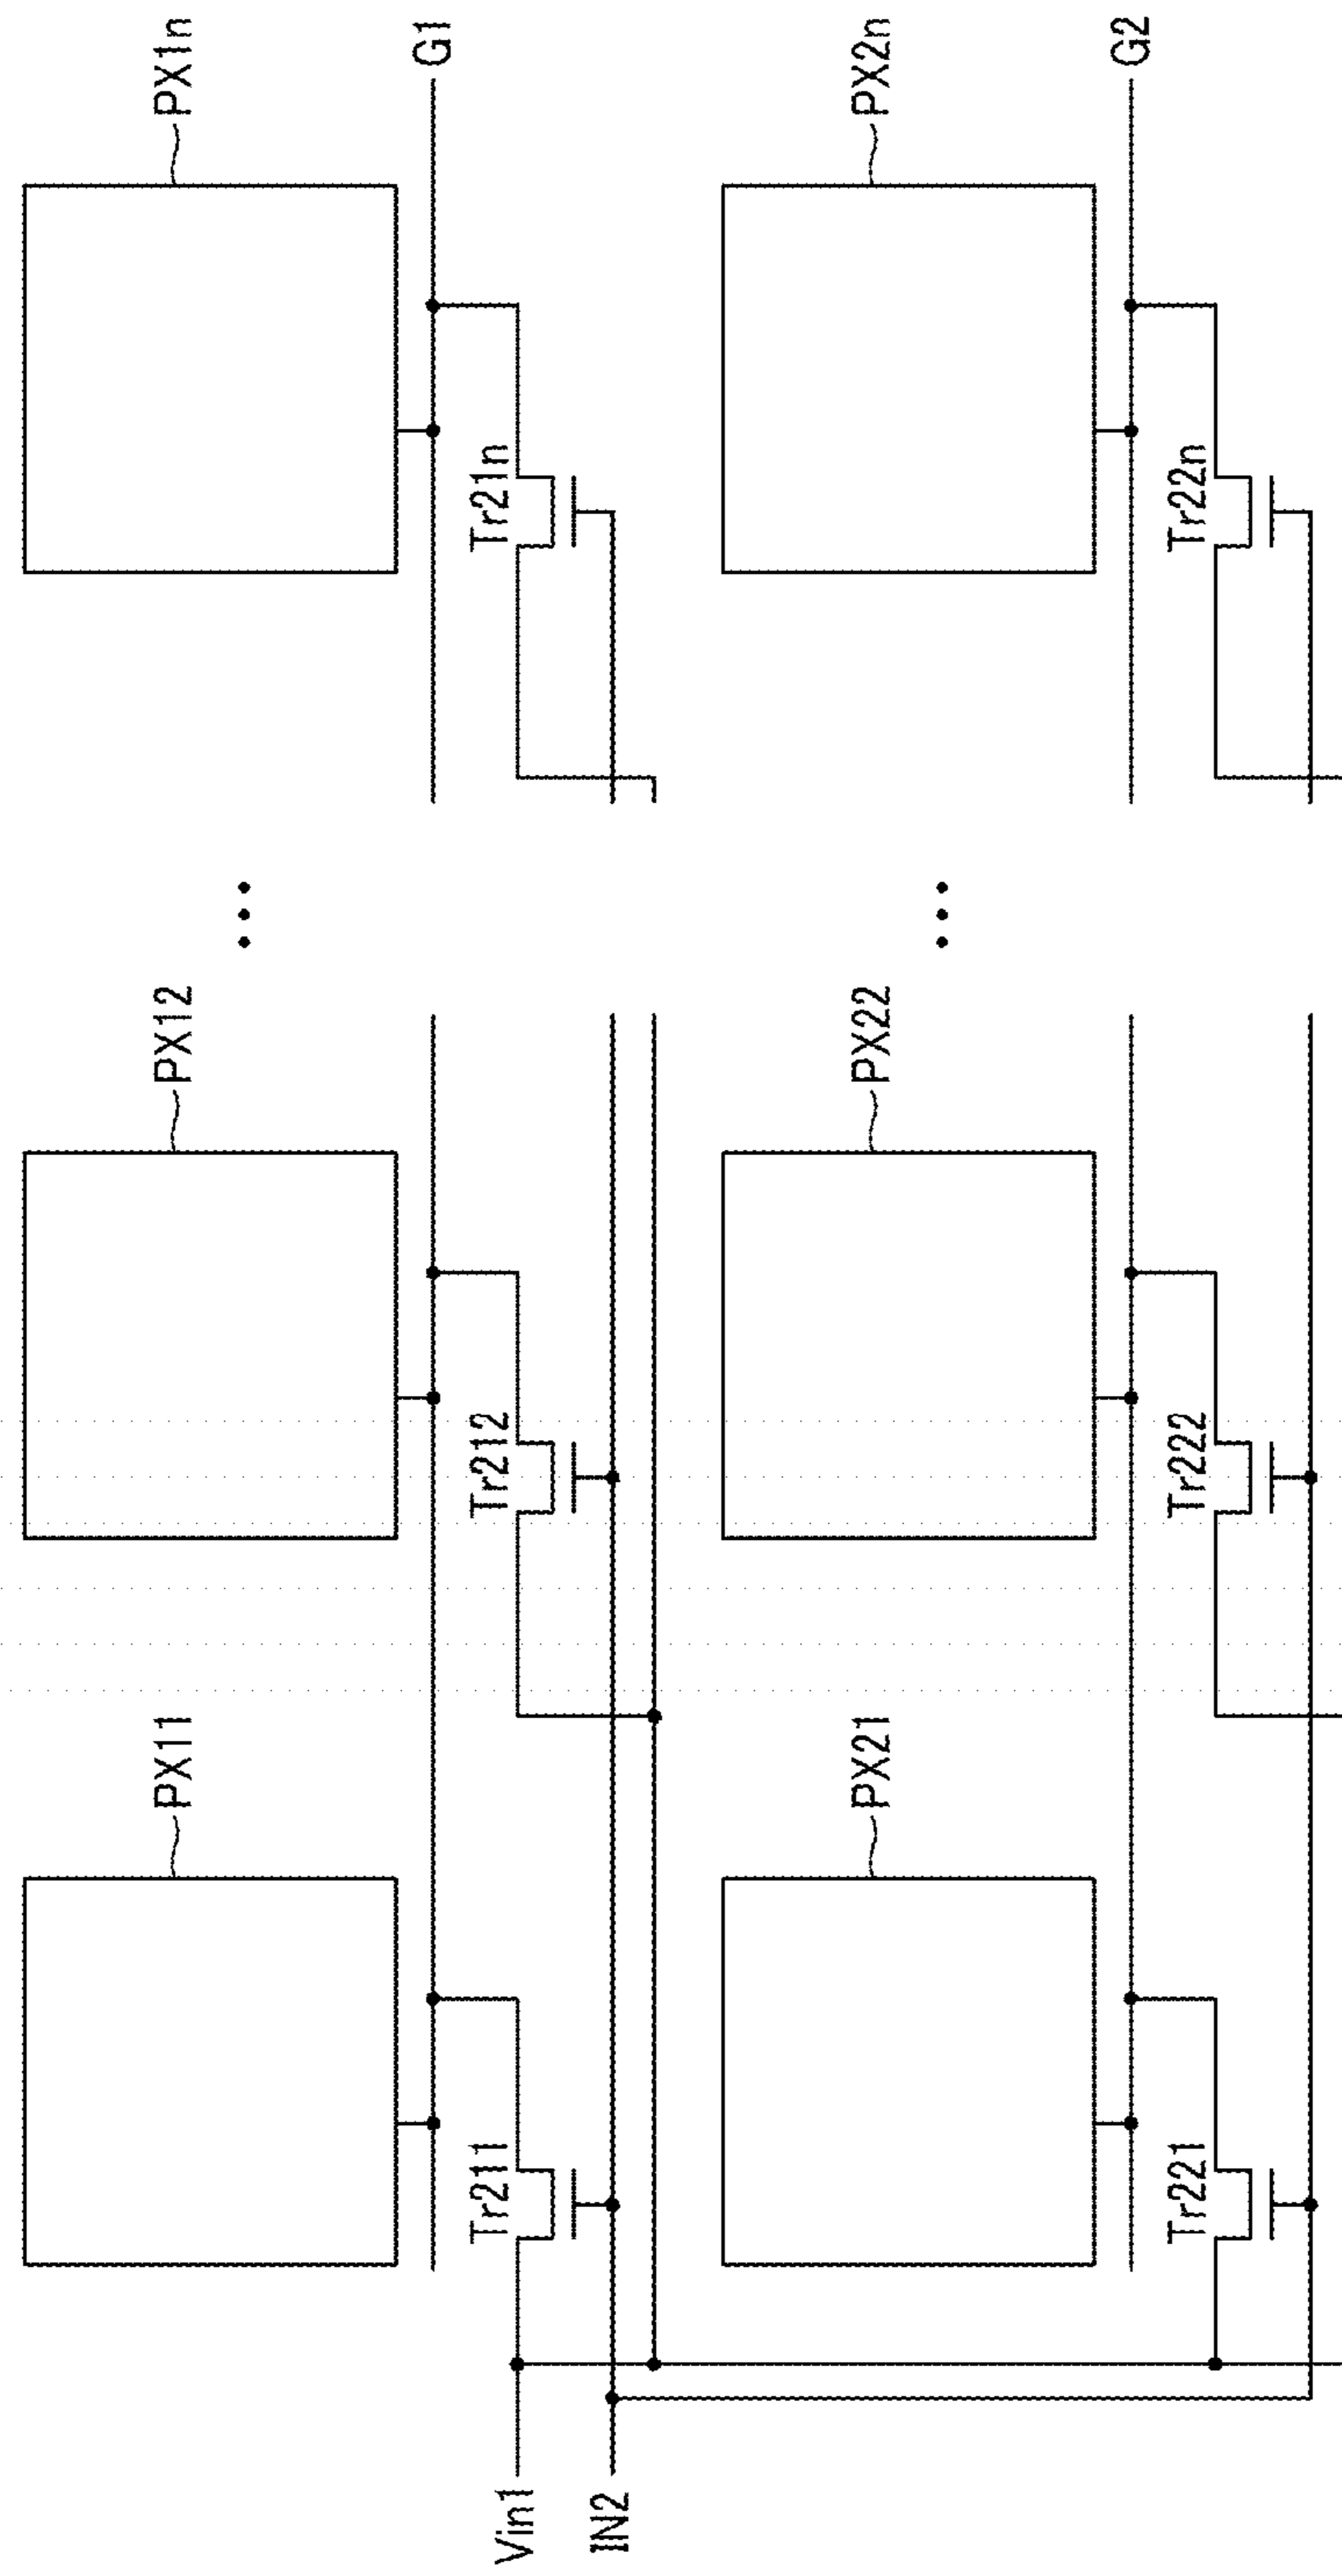 PX11
PX12
PX1n
G1
Tr211
Tr212
Tr21n
Vin1
IN2
PX21
PX22
PX2n
G2
Tr221
Tr222
Tr22n